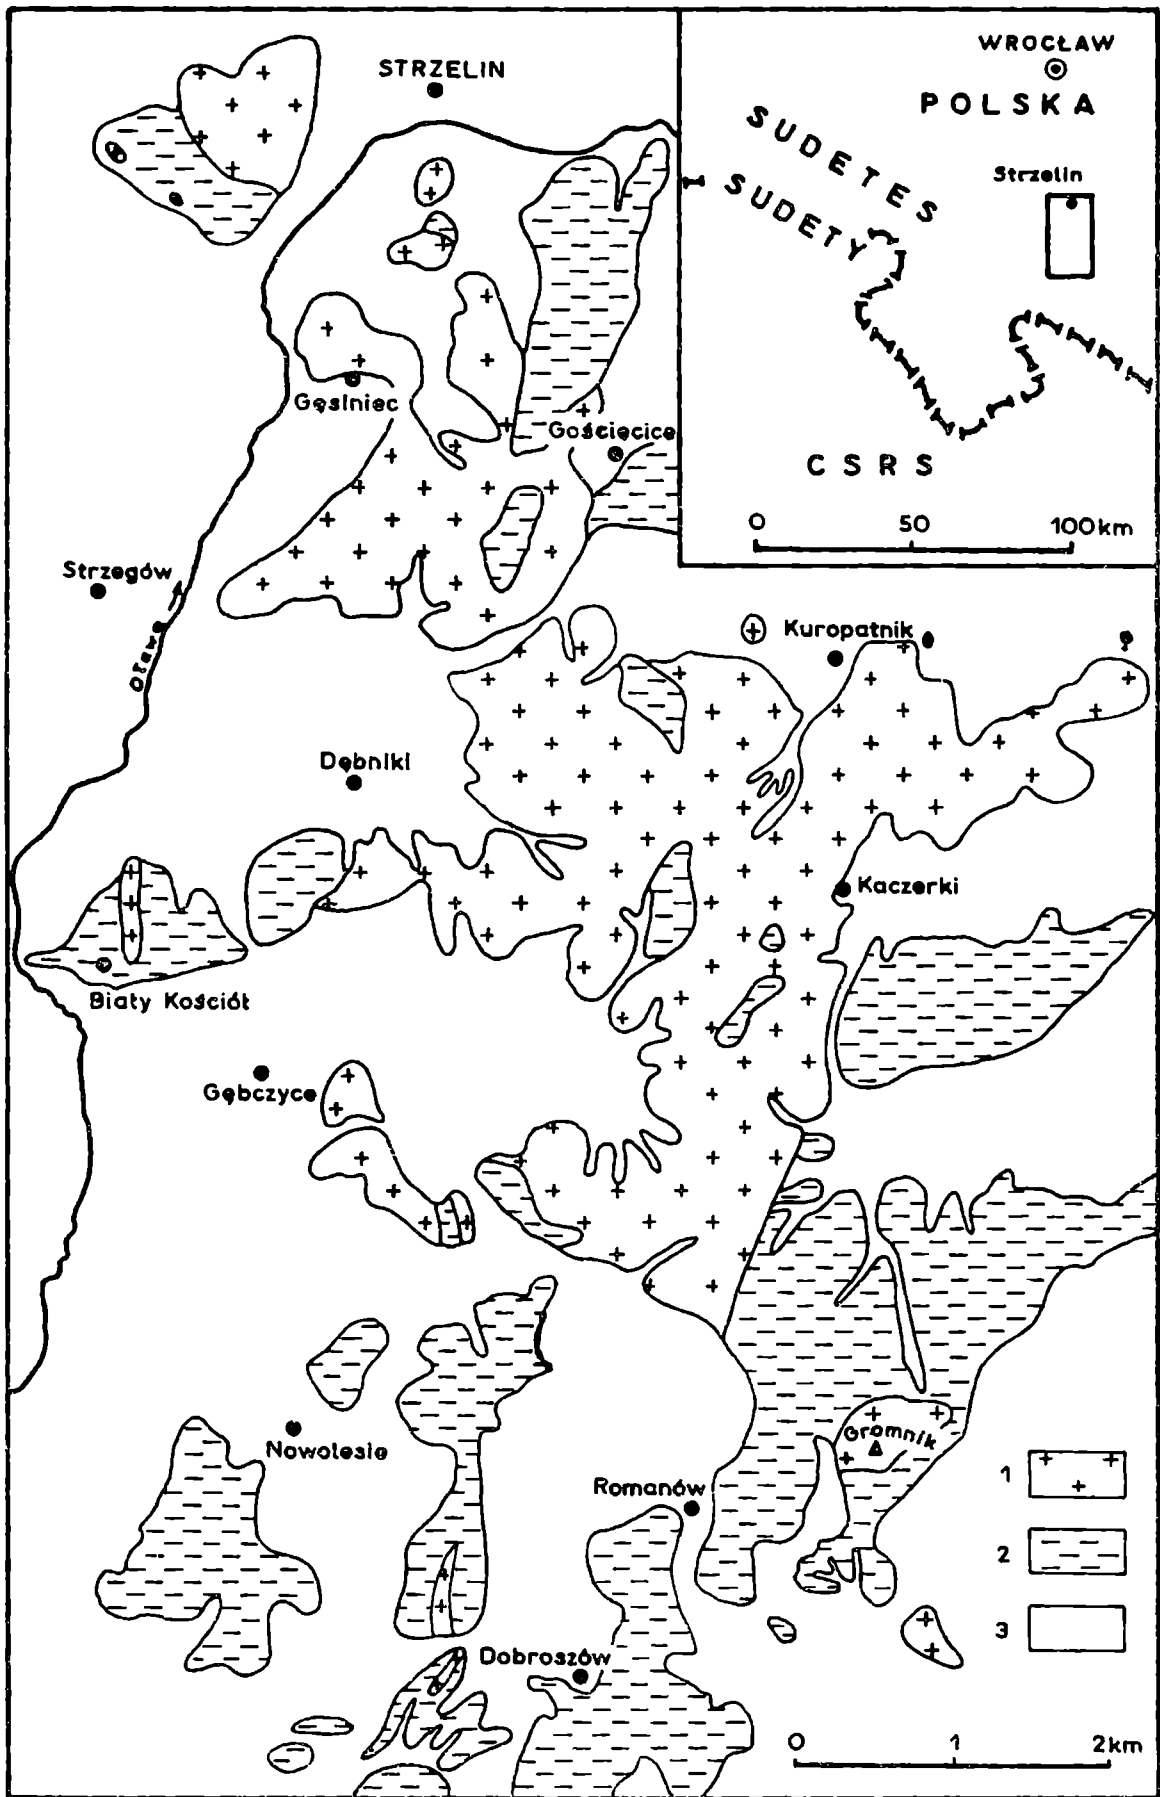 STRZELIN
WROCŁAW
POLSKA
SUDETES
SUDETY
Strzelin
CSRS
0 50 100km
Gęsiniec
Gościęcice
Strzegów
Oława
Kuropatnik
Dębniki
Kaczerki
Biały Kościół
Gębczyce
Nowolesie
Gromnik
Romanów
1
2
3
Dobroszów
0 1 2km